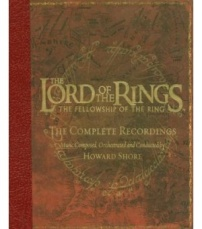 THE
LORD OF THE RINGS
THE FELLOWSHIP OF THE RING
THE COMPLETE RECORDINGS
Music Composed, Orchestrated and Conducted by
HOWARD SHORE